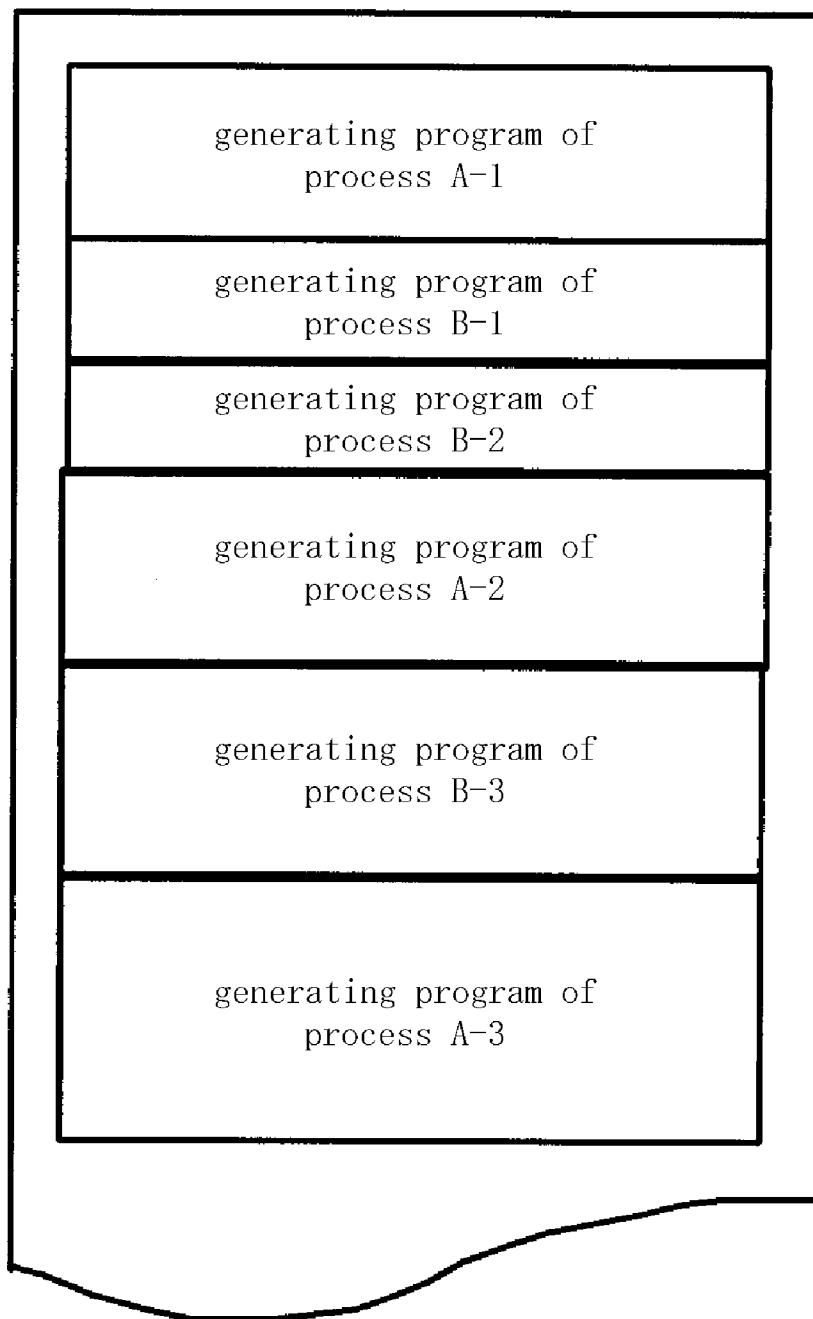 generating program of
process A-1
generating program of
process B-1
generating program of
process B-2
generating program of
process A-2
generating program of
process B-3
generating program of
process A-3